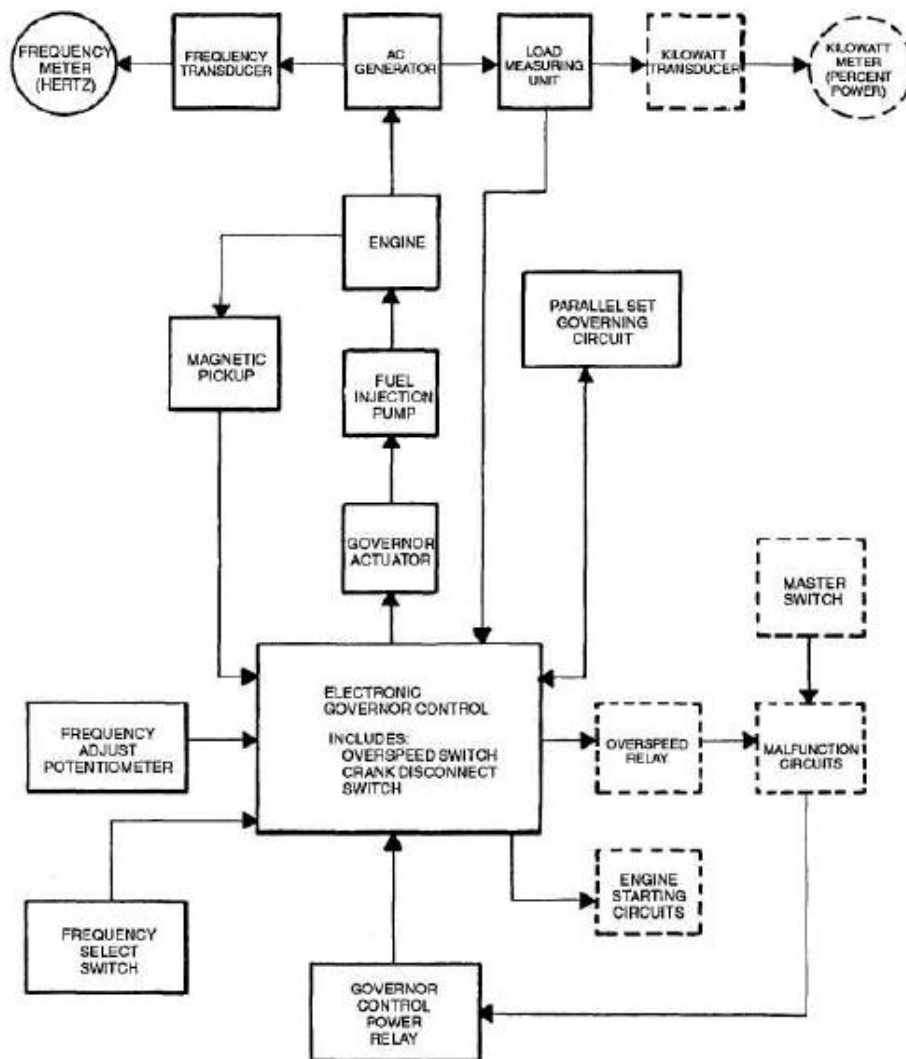 FREQUENCY
METER
(HERTZ)
FREQUENCY
TRANSDUCER
AC
GENERATOR
LOAD
MEASURING
UNIT
KILOWATT
TRANSDUCER
KILOWATT
METER
(PERCENT
POWER)
ENGINE
MAGNETIC
PICKUP
FUEL
INJECTION
PUMP
PARALLEL SET
GOVERNING
CIRCUIT
GOVERNOR
ACTUATOR
MASTER
SWITCH
FREQUENCY
ADJUST
POTENTIOMETER
ELECTRONIC
GOVERNOR CONTROL
INCLUDES:
OVERSPEED SWITCH
CRANK DISCONNECT
SWITCH
OVERSPEED
RELAY
MALFUNCTION
CIRCUITS
FREQUENCY
SELECT
SWITCH
ENGINE
STARTING
CIRCUITS
GOVERNOR
CONTROL
POWER
RELAY